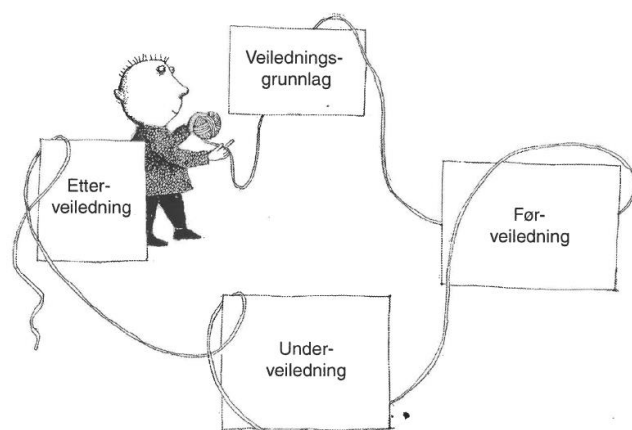 Veilednings-
grunnlag
Før-
veiledning
Under-
veiledning
Etter-
veiledning